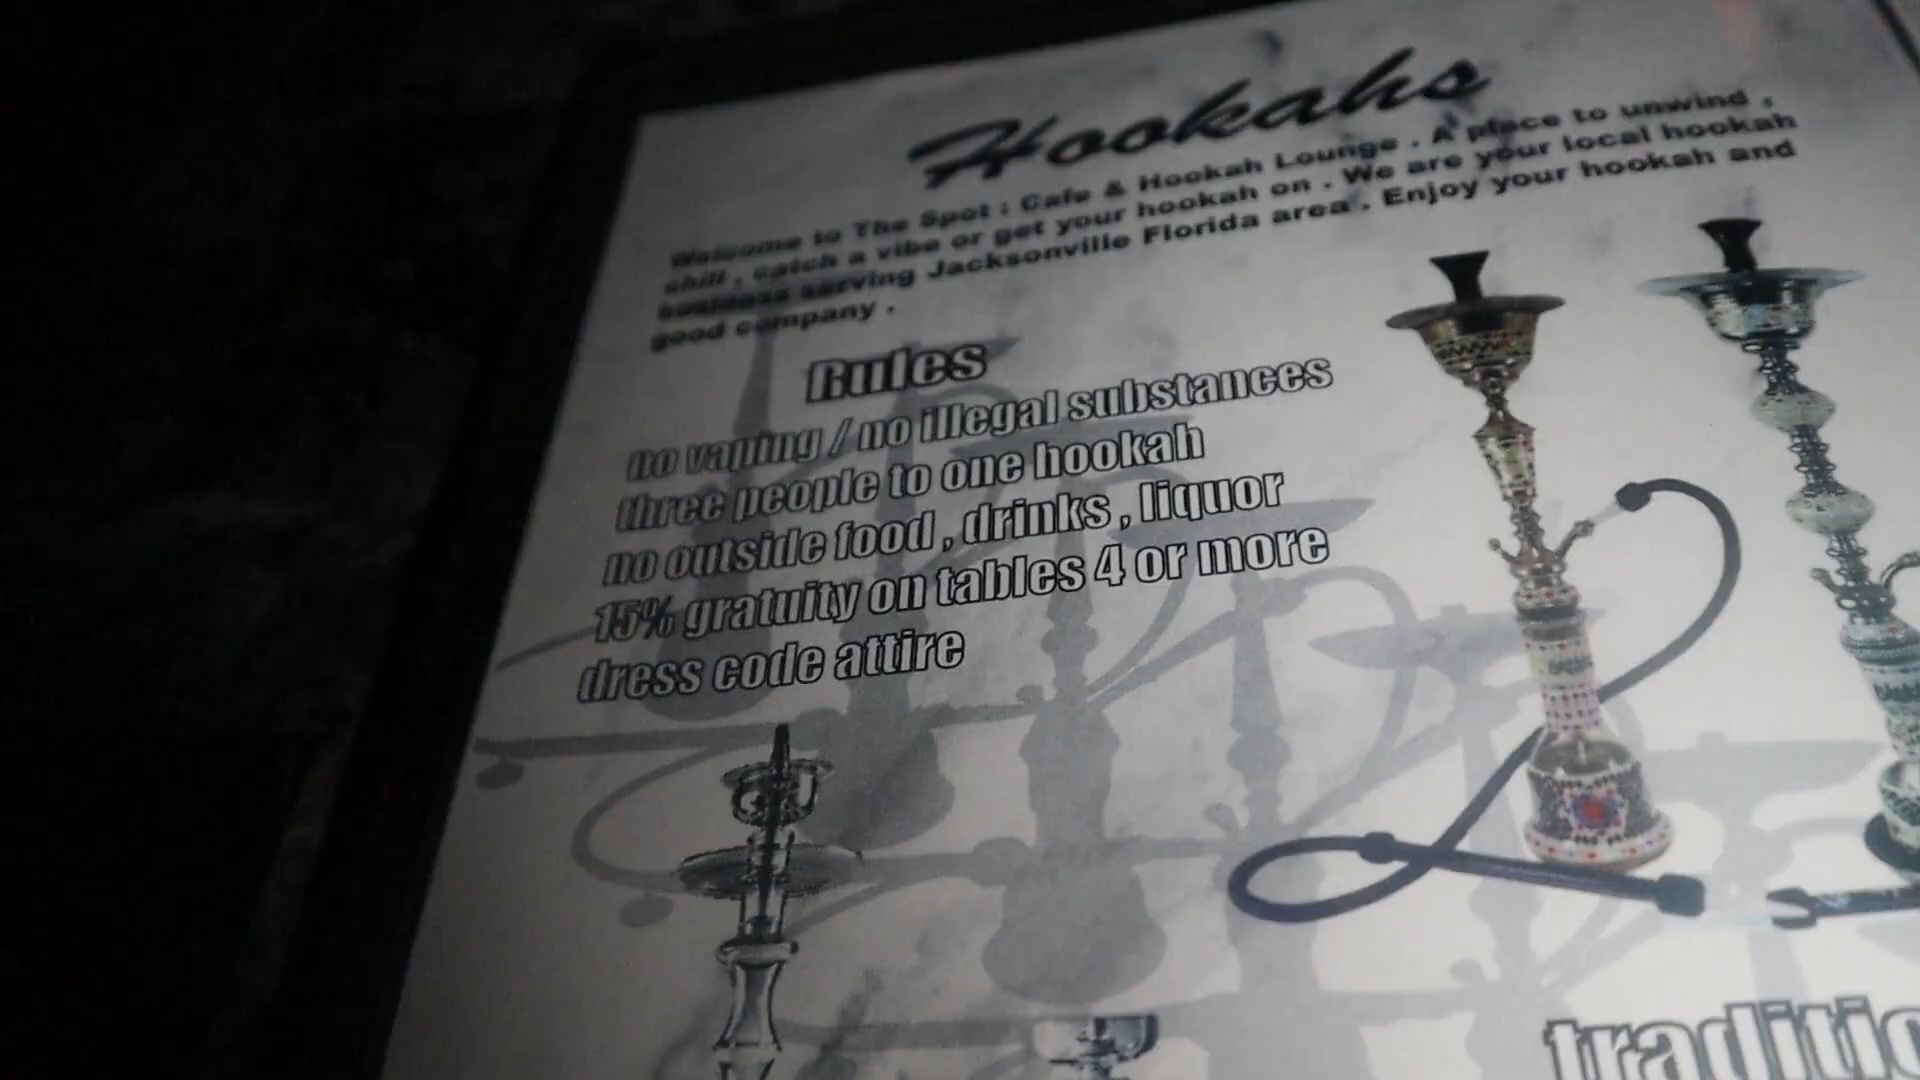 Hookahs
Welcome to The Spot : Cafe & Hookah Lounge . A place to unwind ,
chill , catch a vibe or get your hookah on . We are your local hookah
business serving Jacksonville Florida area . Enjoy your hookah and
good company .
Rules
no vaping / no illegal substances
three people to one hookah
no outside food , drinks , liquor
15% gratuity on tables 4 or more
dress code attire